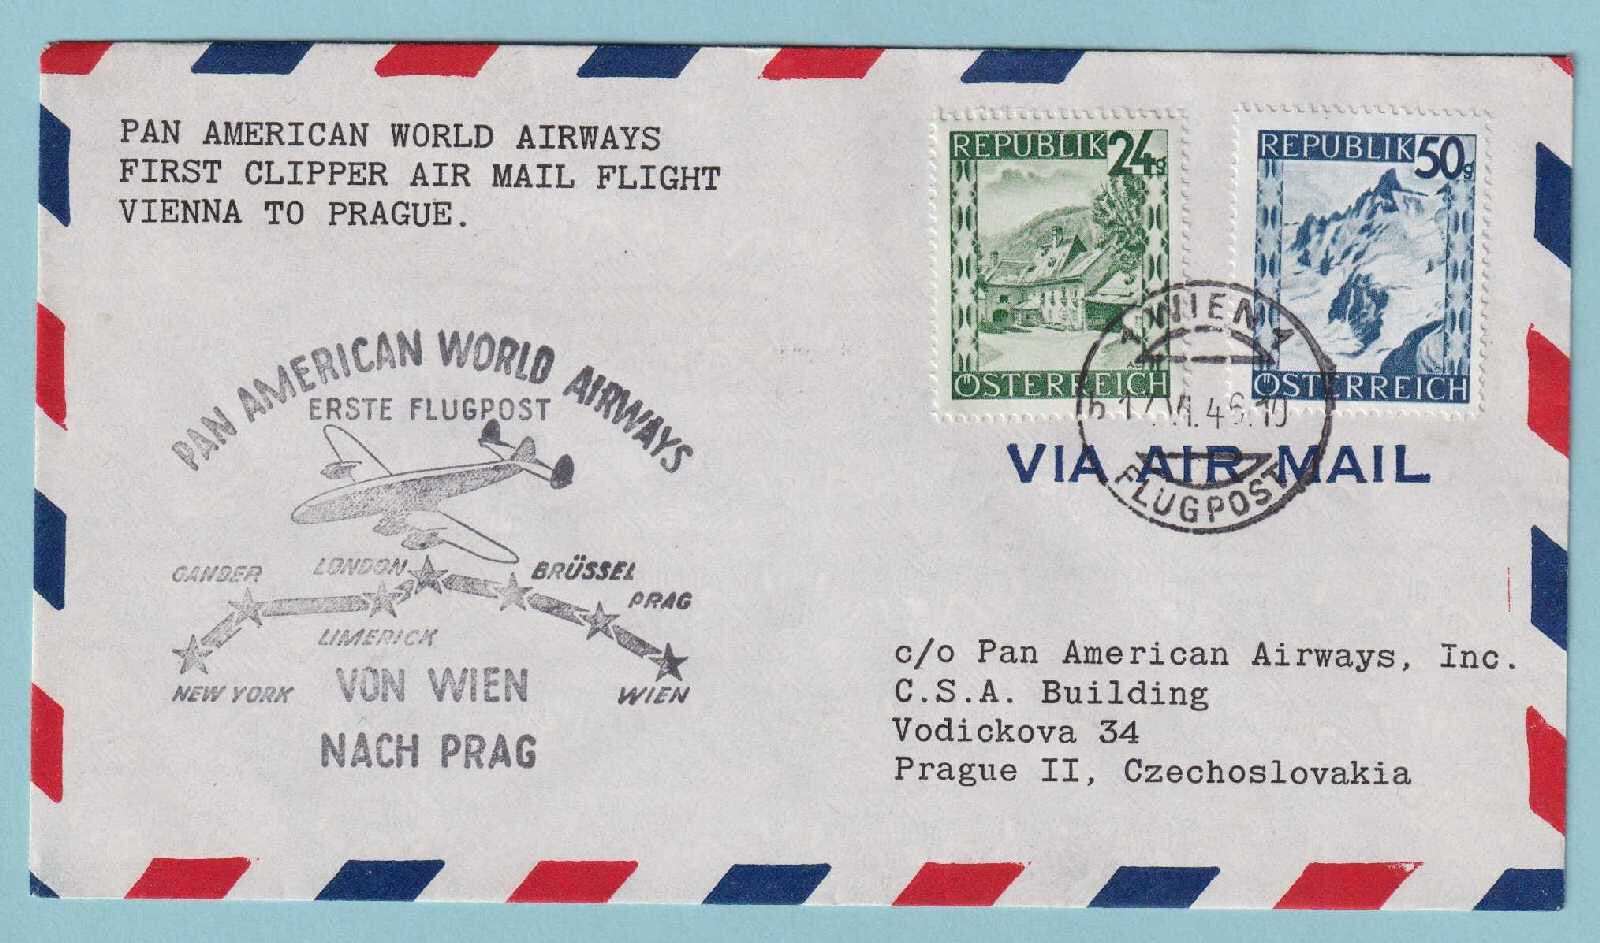 PAN AMERICAN WORLD AIRWAYS
FIRST CLIPPER AIR MAIL FLIGHT
VIENNA TO PRAGUE.
REPUBLIK 24g
ÖSTERREICH
REPUBLIK 50g
ÖSTERREICH
WIEN 1
FLUGPOST
VIA AIR MAIL
PAN AMERICAN WORLD AIRWAYS
ERSTE FLUGPOST
GANDER LONDON BRÜSSEL
PRAG
LIMERICK
NEW YORK VON WIEN WIEN
NACH PRAG
c/o Pan American Airways, Inc.
C.S.A. Building
Vodickova 34
Prague II, Czechoslovakia